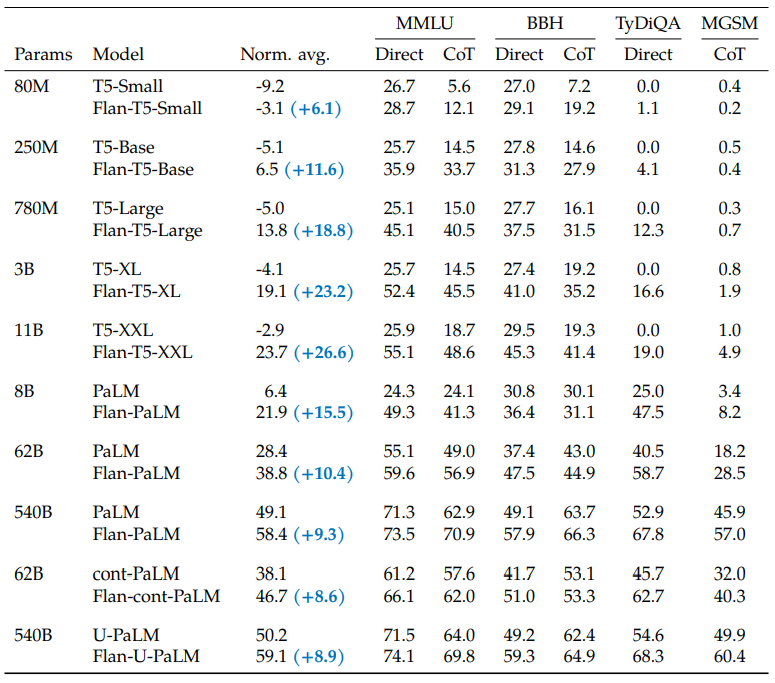 MMLU BBH TyDiQA MGSM
Params Model Norm. avg. Direct CoT Direct CoT Direct CoT
80M T5-Small -9.2 26.7 5.6 27.0 7.2 0.0 0.4
Flan-T5-Small -3.1 (+6.1) 28.7 12.1 29.1 19.2 1.1 0.2
250M T5-Base -5.1 25.7 14.5 27.8 14.6 0.0 0.5
Flan-T5-Base 6.5 (+11.6) 35.9 33.7 31.3 27.9 4.1 0.4
780M T5-Large -5.0 25.1 15.0 27.7 16.1 0.0 0.3
Flan-T5-Large 13.8 (+18.8) 45.1 40.5 37.5 31.5 12.3 0.7
3B T5-XL -4.1 25.7 14.5 27.4 19.2 0.0 0.8
Flan-T5-XL 19.1 (+23.2) 52.4 45.5 41.0 35.2 16.6 1.9
11B T5-XXL -2.9 25.9 18.7 29.5 19.3 0.0 1.0
Flan-T5-XXL 23.7 (+26.6) 55.1 48.6 45.3 41.4 19.0 4.9
8B PaLM 6.4 24.3 24.1 30.8 30.1 25.0 3.4
Flan-PaLM 21.9 (+15.5) 49.3 41.3 36.4 31.1 47.5 8.2
62B PaLM 28.4 55.1 49.0 37.4 43.0 40.5 18.2
Flan-PaLM 38.8 (+10.4) 59.6 56.9 47.5 44.9 58.7 28.5
540B PaLM 49.1 71.3 62.9 49.1 63.7 52.9 45.9
Flan-PaLM 58.4 (+9.3) 73.5 70.9 57.9 66.3 67.8 57.0
62B cont-PaLM 38.1 61.2 57.6 41.7 53.1 45.7 32.0
Flan-cont-PaLM 46.7 (+8.6) 66.1 62.0 51.0 53.3 62.7 40.3
540B U-PaLM 50.2 71.5 64.0 49.2 62.4 54.6 49.9
Flan-U-PaLM 59.1 (+8.9) 74.1 69.8 59.3 64.9 68.3 60.4